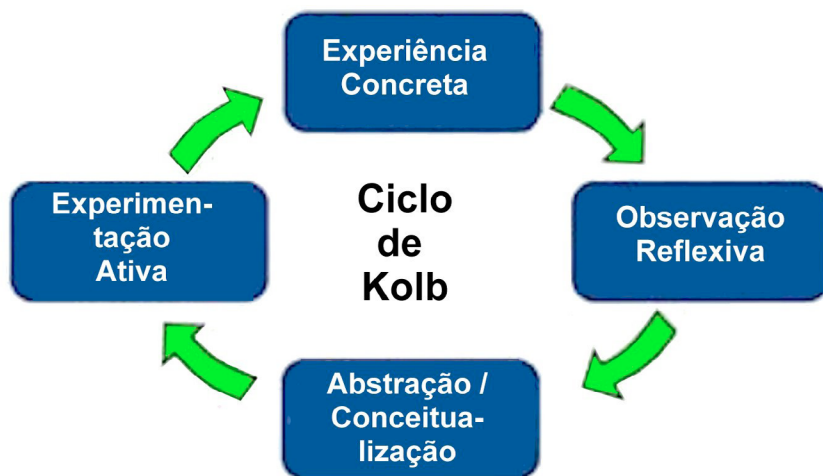 Experiência
Concreta
Experimen-
tação
Ativa
Ciclo
de
Kolb
Observação
Reflexiva
Abstração /
Conceitua-
lização